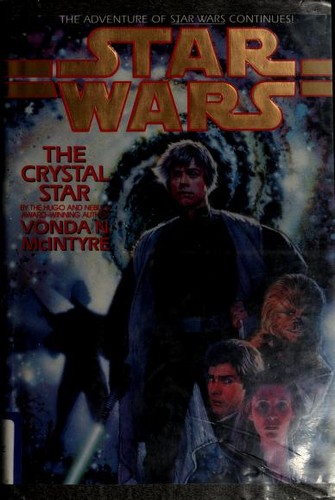 THE ADVENTURE OF STAR WARS CONTINUES!
STAR
WARS
THE
CRYSTAL
STAR
BY THE HUGO AND NEBULA
AWARD-WINNING AUTHOR
VONDA N.
McINTYRE